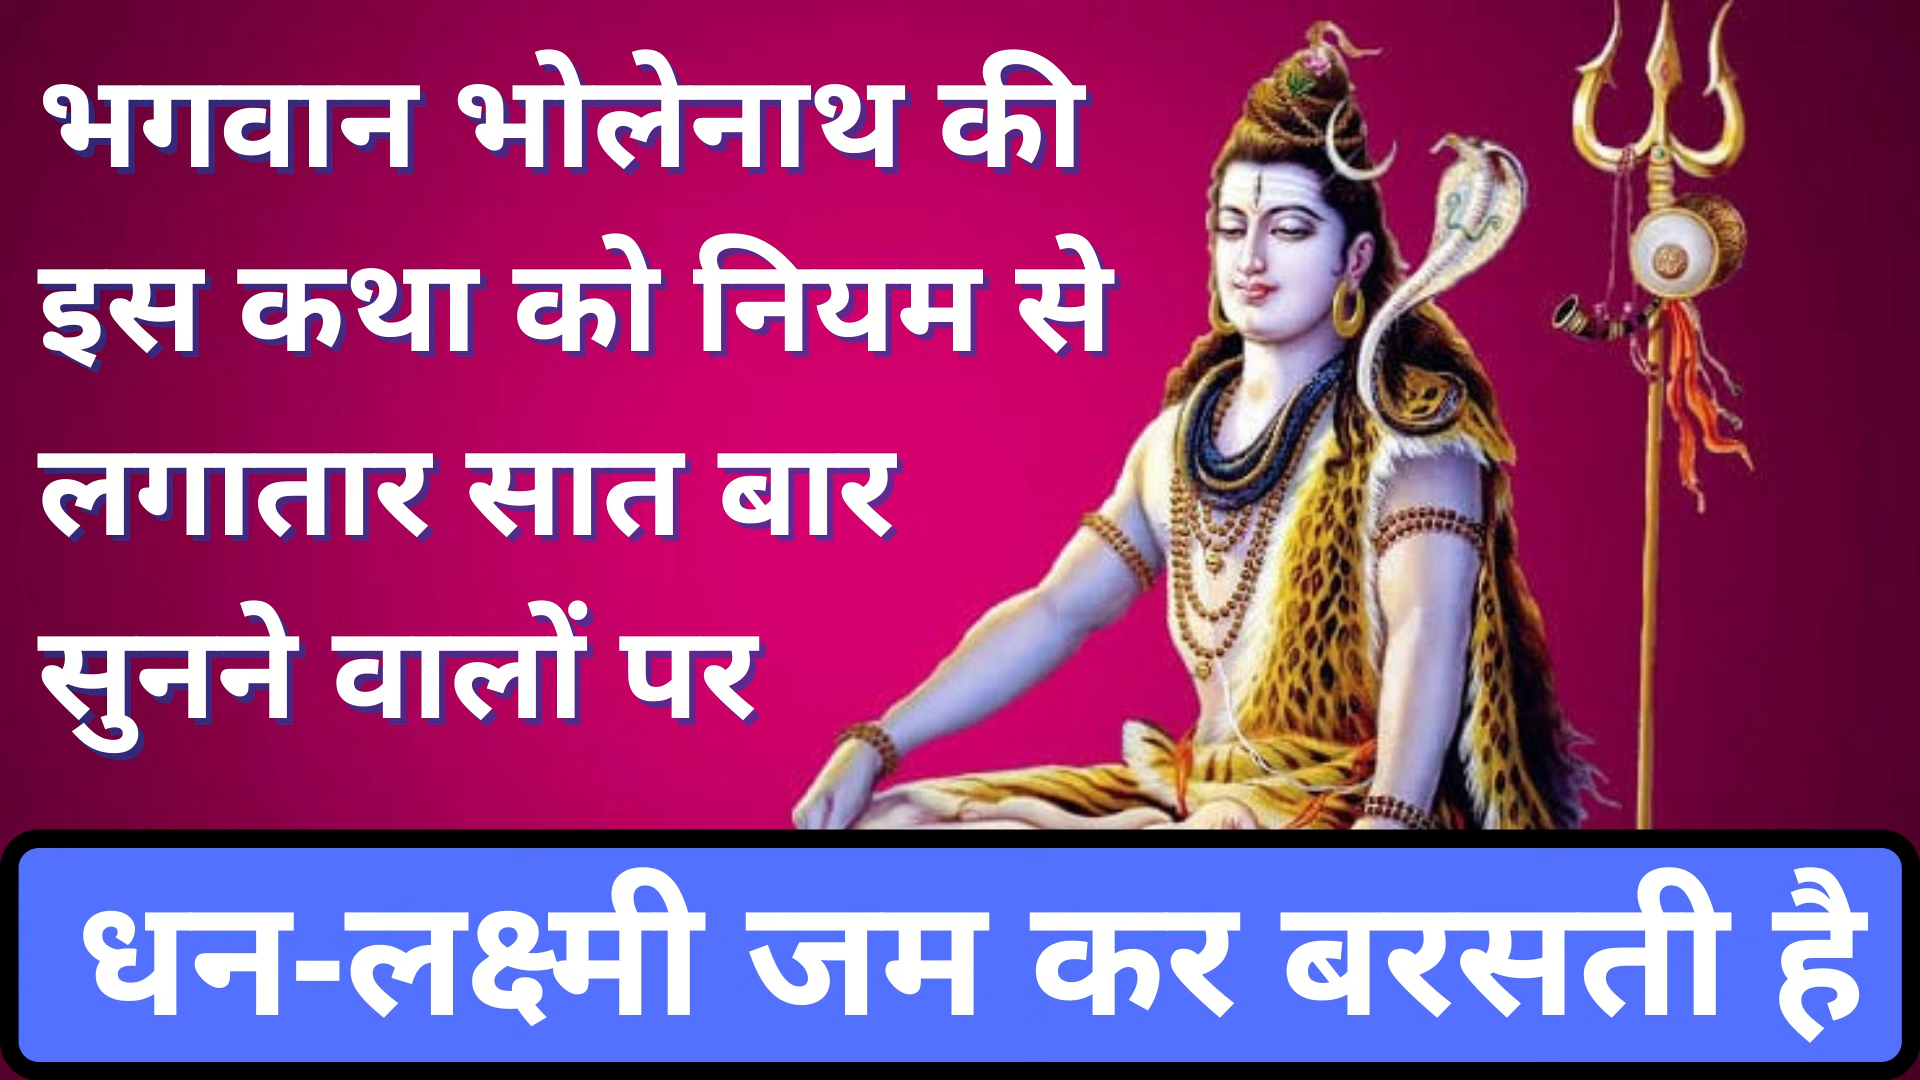 भगवान भोलेनाथ की
इस कथा को नियम से
लगातार सात बार
सुनने वालों पर
धन-लक्ष्मी जम कर बरसती है